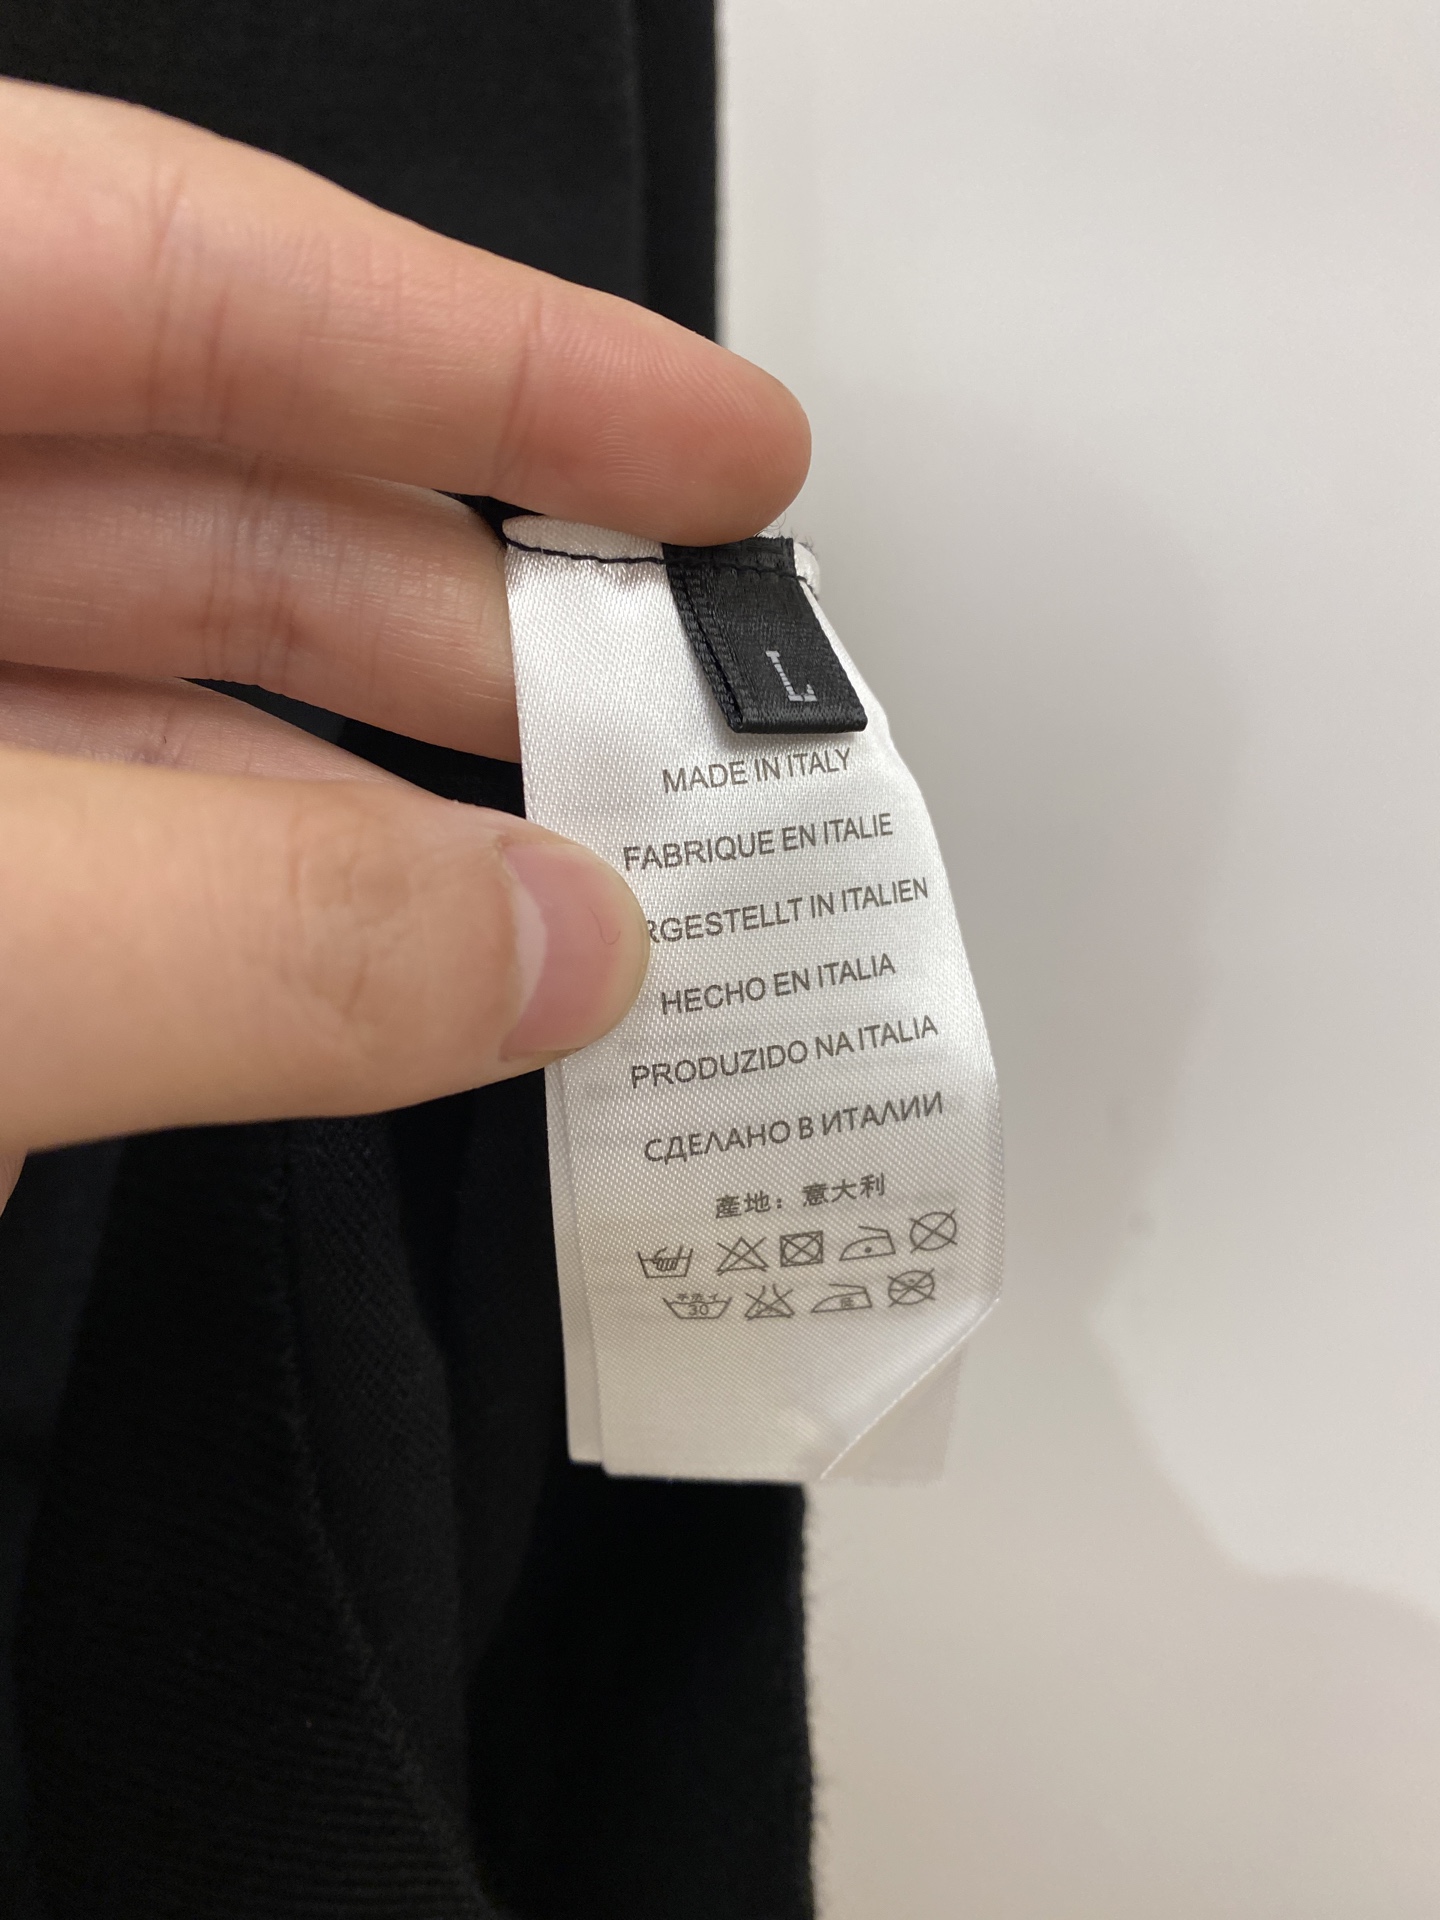 L
MADE IN ITALY
FABRIQUE EN ITALIE
RGESTELLT IN ITALIEN
HECHO EN ITALIA
PRODUZIDO NA ITALIA
СДЕЛАНО В ИТАЛИИ
產地：意大利
30